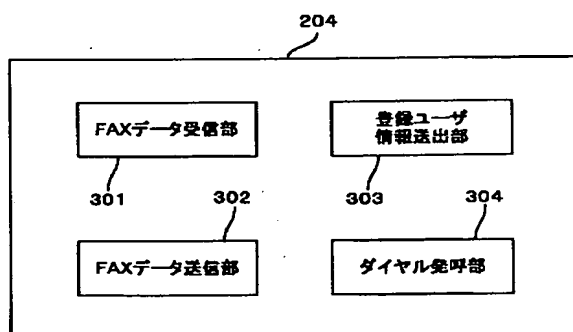 204
FAXデータ受信部
登録ユーザ
情報送出部
301
302
303
304
FAXデータ送信部
ダイヤル発呼部